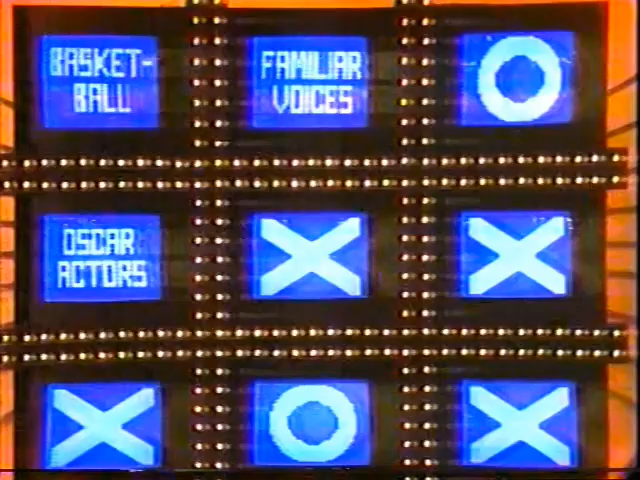 BASKET-
BALL
FAMILIAR
VOICES
O
OSCAR
ACTORS
X
X
X
O
X